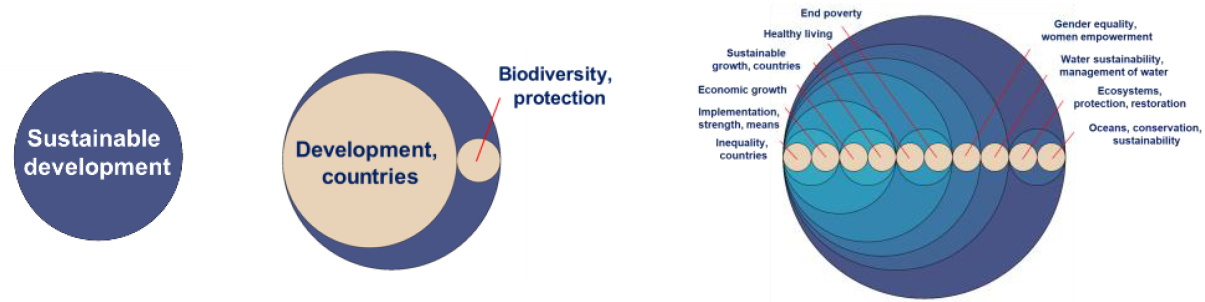 Sustainable
development
Development,
countries
Biodiversity,
protection
End poverty
Healthy living
Sustainable
growth, countries
Economic growth
Implementation,
strength, means
Inequality,
countries
Gender equality,
women empowerment
Water sustainability,
management of water
Ecosystems,
protection, restoration
Oceans, conservation,
sustainability